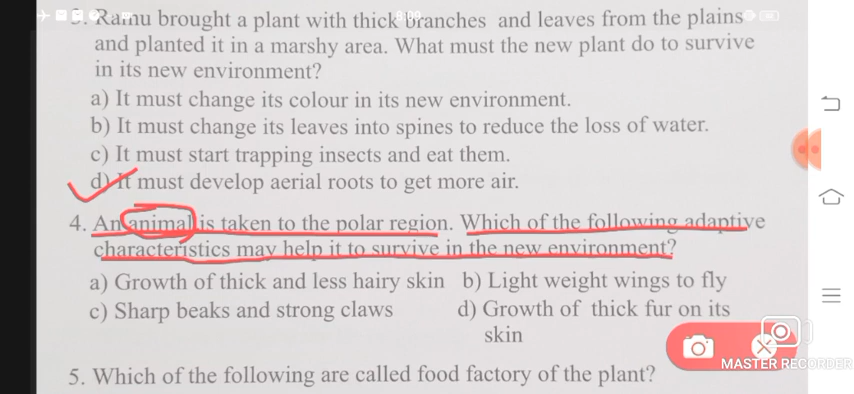 3. Ramu brought a plant with thick branches and leaves from the plains
and planted it in a marshy area. What must the new plant do to survive
in its new environment?
a) It must change its colour in its new environment.
b) It must change its leaves into spines to reduce the loss of water.
c) It must start trapping insects and eat them.
d) It must develop aerial roots to get more air.
4. An animal is taken to the polar region. Which of the following adaptive
characteristics may help it to survive in the new environment?
a) Growth of thick and less hairy skin b) Light weight wings to fly
c) Sharp beaks and strong claws d) Growth of thick fur on its
skin
MASTER RECORDER
5. Which of the following are called food factory of the plant?